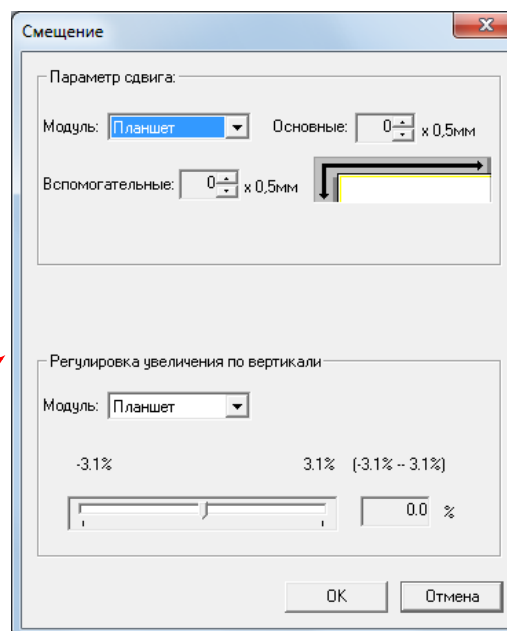 Смещение
Параметр сдвига:
Модуль: Планшет Основные: 0 x 0,5мм
Вспомогательные: 0 x 0,5мм
Регулировка увеличения по вертикали
Модуль: Планшет
-3.1% 3.1% (-3.1% -- 3.1%)
0.0 %
OK Отмена